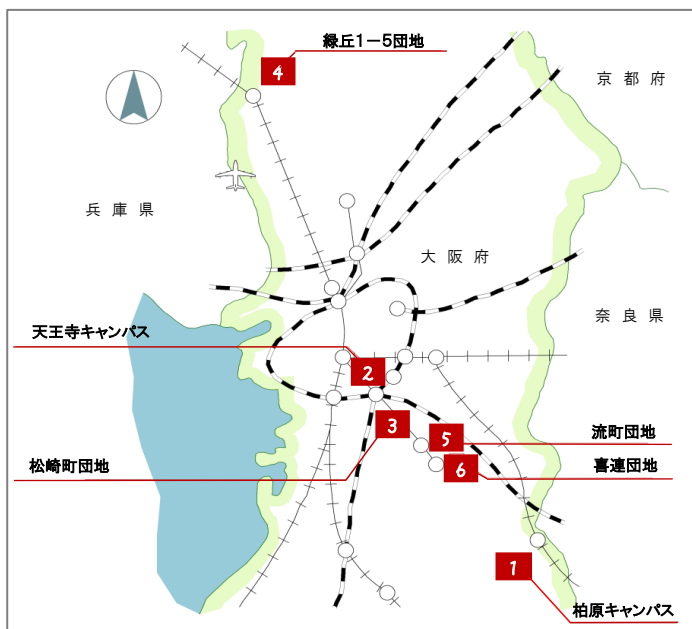 緑丘1－5団地
4
京都府
兵庫県
大阪府
奈良県
天王寺キャンパス
2
3
5
流町団地
松崎町団地
6
喜連団地
1
柏原キャンパス